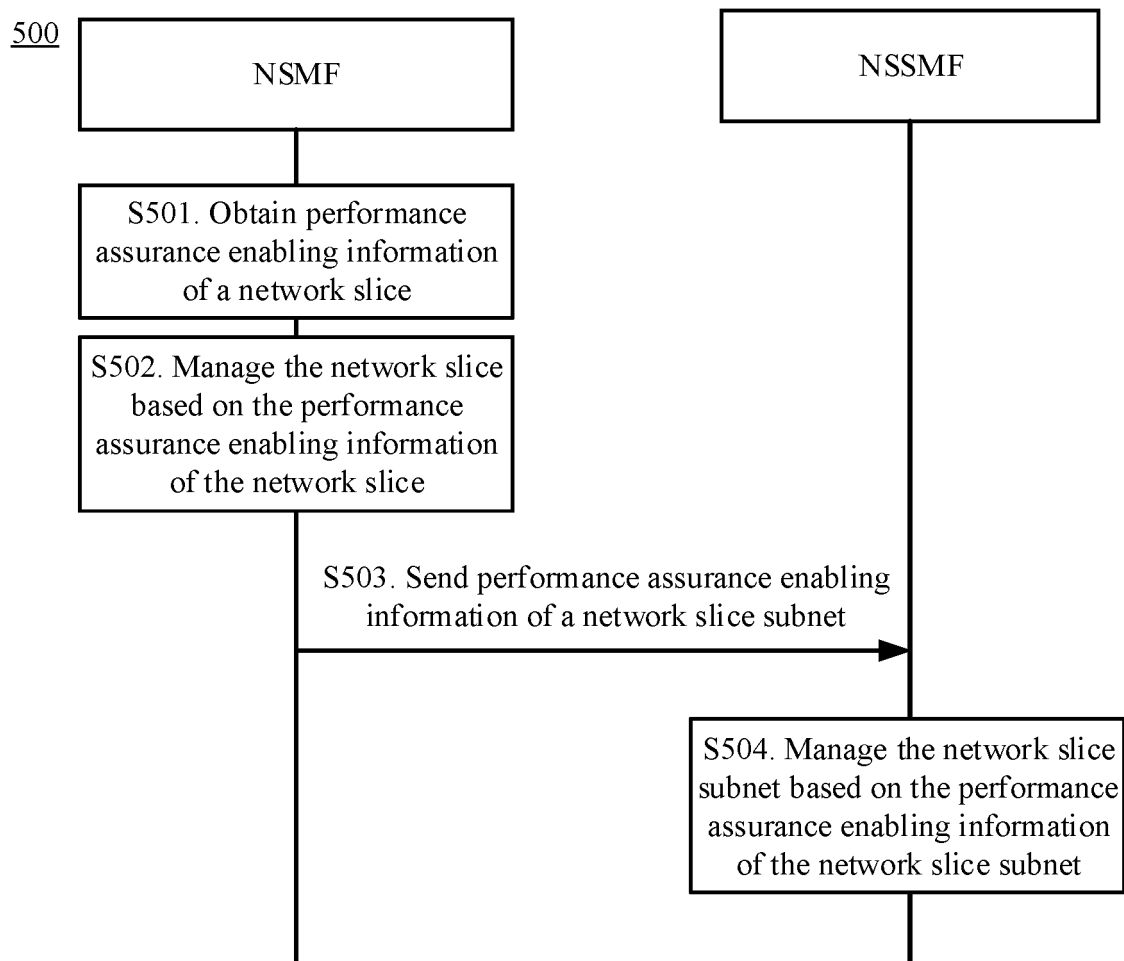 500
NSMF
NSSMF
S501. Obtain performance
assurance enabling information
of a network slice
S502. Manage the network slice
based on the performance
assurance enabling information
of the network slice
S503. Send performance assurance enabling
information of a network slice subnet
S504. Manage the network slice
subnet based on the performance
assurance enabling information
of the network slice subnet